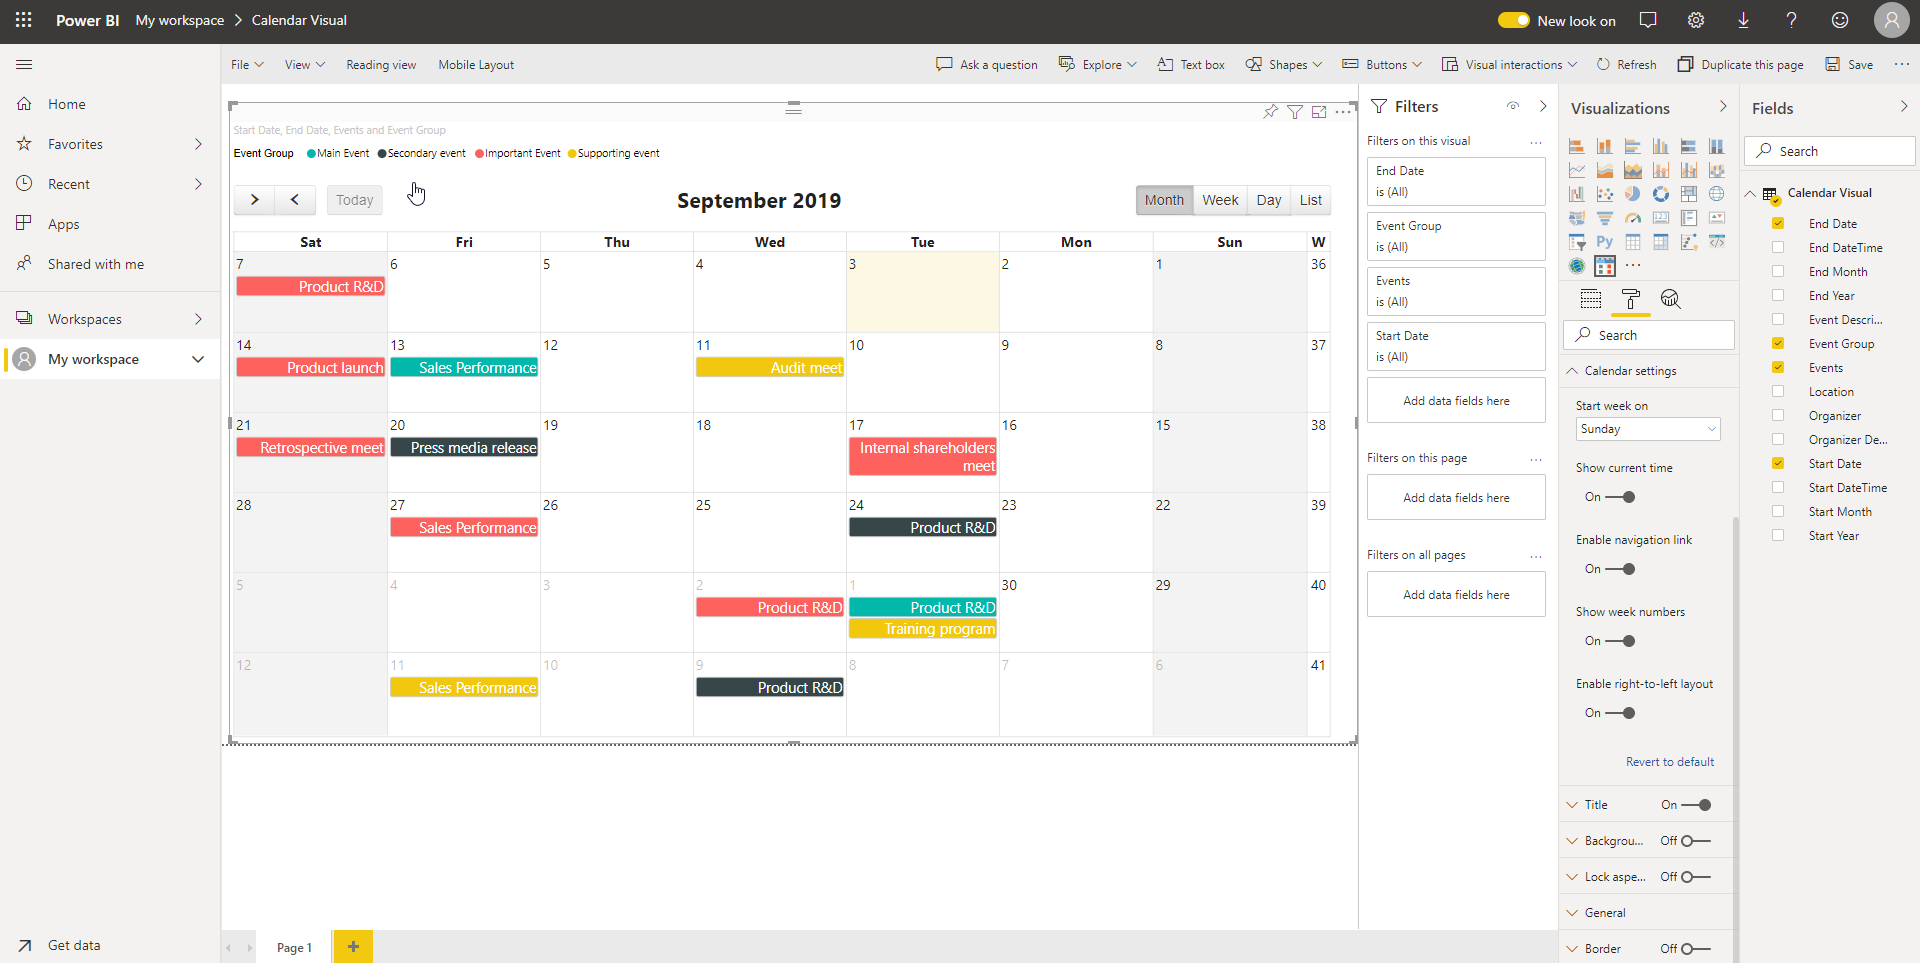 Power BI My workspace Calendar Visual
New look on
Home
Favorites
Recent
Apps
Shared with me
Workspaces
My workspace
Get data
File View Reading view Mobile Layout
Ask a question Explore Text box Shapes Buttons Visual interactions Refresh Duplicate this page Save
Start Date, End Date, Events and Event Group
Event Group Main Event Secondary event Important Event Supporting event
Today
September 2019
Month Week Day List
Sat Fri Thu Wed Tue Mon Sun W
7 6 5 4 3 2 1 36
Product R&D
14 13 12 11 10 9 8 37
Product launch Sales Performance Audit meet
21 20 19 18 17 16 15 38
Retrospective meet Press media release Internal shareholders
meet
28 27 26 25 24 23 22 39
Sales Performance Product R&D
5 4 3 2 1 30 29 40
Product R&D Product R&D
Training program
12 11 10 9 8 7 6 41
Sales Performance Product R&D
Page 1
Filters
Filters on this visual
End Date
is (All)
Event Group
is (All)
Events
is (All)
Start Date
is (All)
Add data fields here
Filters on this page
Add data fields here
Filters on all pages
Add data fields here
Visualizations
Py
123
Search
Calendar settings
Start week on
Sunday
Show current time
On
Enable navigation link
On
Show week numbers
On
Enable right-to-left layout
On
Revert to default
Title On
Backgrou... Off
Lock aspe... Off
General
Border Off
Fields
Search
Calendar Visual
End Date
End DateTime
End Month
End Year
Event Descri...
Event Group
Events
Location
Organizer
Organizer De...
Start Date
Start DateTime
Start Month
Start Year